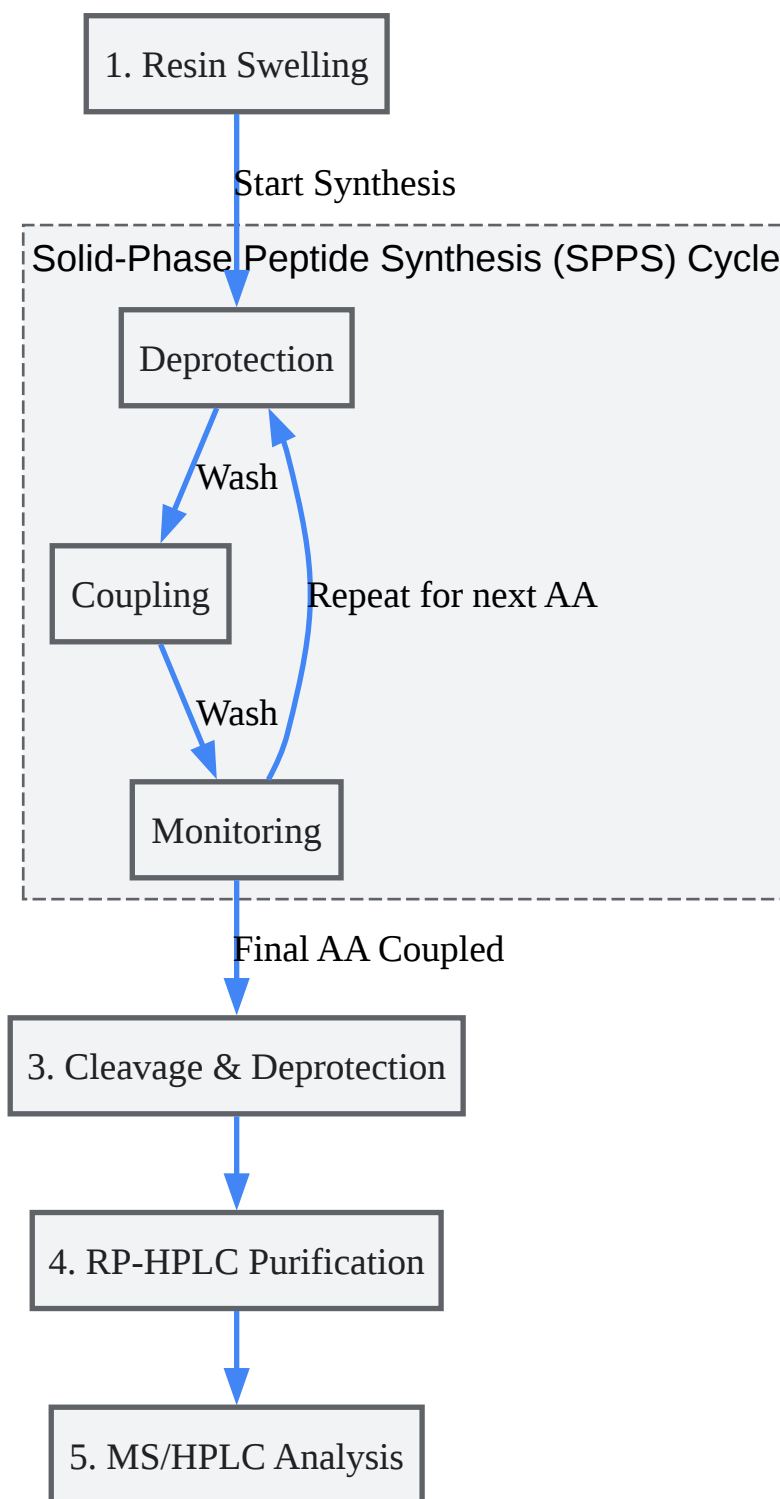 1. Resin Swelling
Start Synthesis
Solid-Phase Peptide Synthesis (SPPS) Cycle
Deprotection
Wash
Coupling
Repeat for next AA
Wash
Monitoring
Final AA Coupled
3. Cleavage & Deprotection
4. RP-HPLC Purification
5. MS/HPLC Analysis